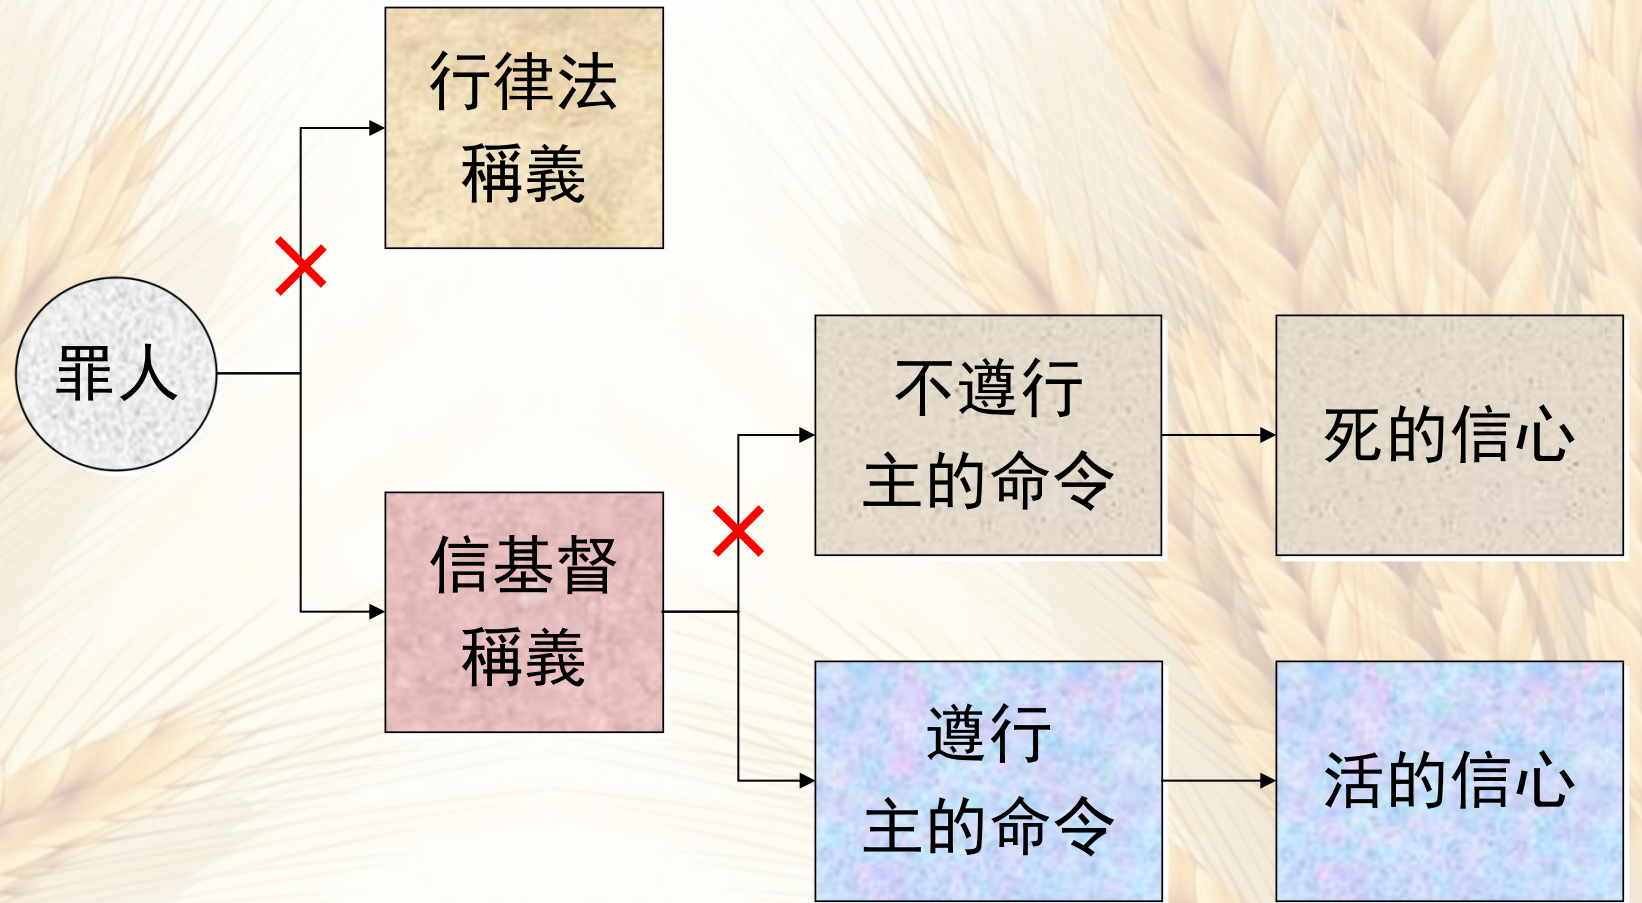 行律法
稱義
罪人
信基督
稱義
不遵行
主的命令
死的信心
遵行
主的命令
活的信心